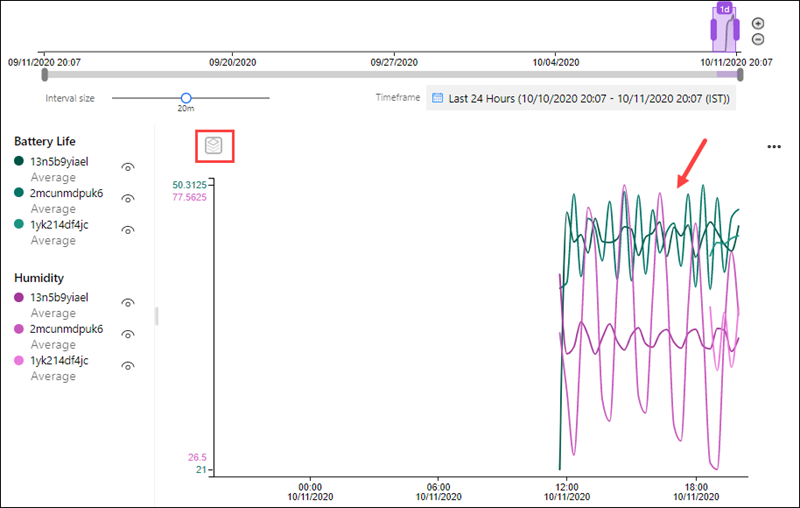 1d
09/11/2020 20:07 09/20/2020 09/27/2020 10/04/2020 10/11/2020 20:07
Interval size
20m
Timeframe
Last 24 Hours (10/10/2020 20:07 - 10/11/2020 20:07 (IST))
Battery Life
13n5b9yiael
Average
2mcunmdpuk6
Average
1yk214df4jc
Average
Humidity
13n5b9yiael
Average
2mcunmdpuk6
Average
1yk214df4jc
Average
50.3125
77.5625
26.5
21
00:00 06:00 12:00 18:00
10/11/2020 10/11/2020 10/11/2020 10/11/2020